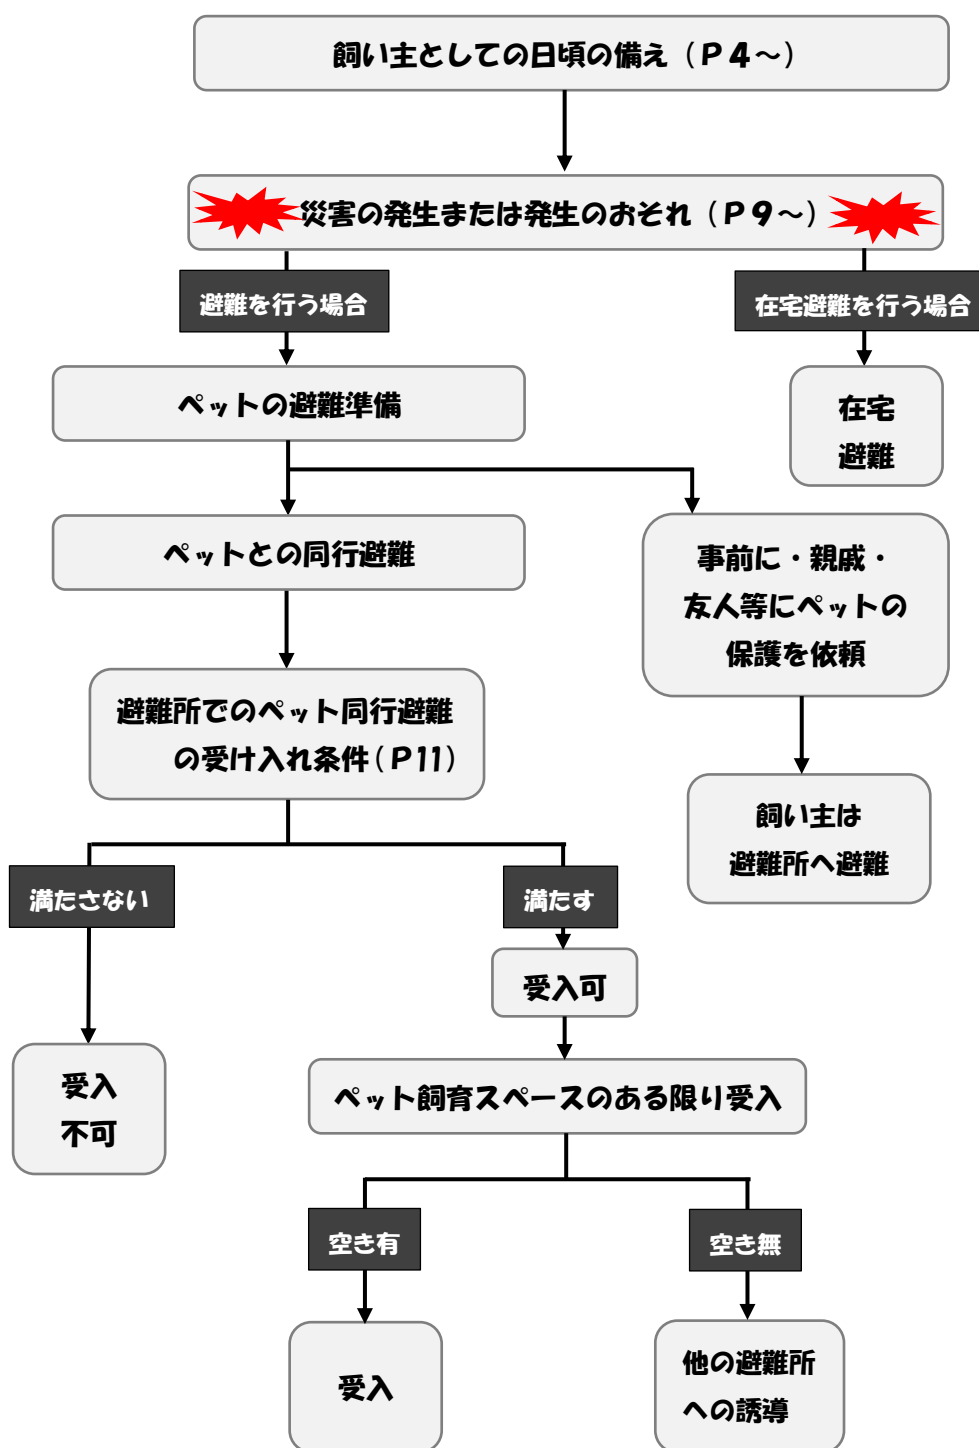 飼い主としての日頃の備え（Ｐ４～）
災害の発生または発生のおそれ（Ｐ９～）
避難を行う場合
在宅避難を行う場合
ペットの避難準備
在宅
避難
ペットとの同行避難
事前に・親戚・
友人等にペットの
保護を依頼
避難所でのペット同行避難
の受け入れ条件（Ｐ11）
飼い主は
避難所へ避難
満たさない
満たす
受入可
受入
不可
ペット飼育スペースのある限り受入
空き有
空き無
受入
他の避難所
への誘導